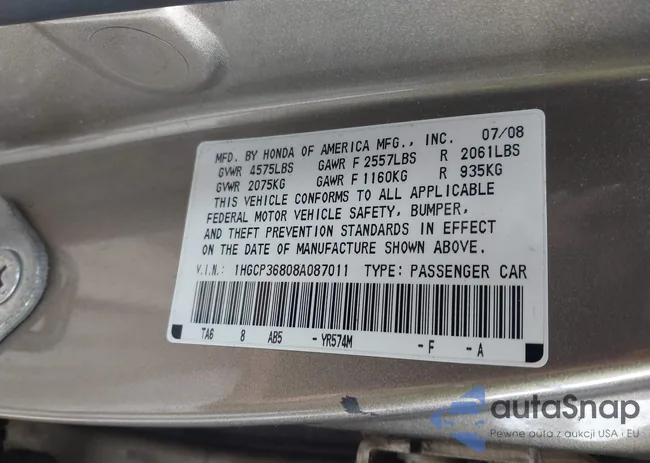 MFD. BY HONDA OF AMERICA MFG., INC. 07/08
GVWR 4575LBS GAWR F 2557LBS R 2061LBS
GVWR 2075KG GAWR F 1160KG R 935KG
THIS VEHICLE CONFORMS TO ALL APPLICABLE
FEDERAL MOTOR VEHICLE SAFETY, BUMPER,
AND THEFT PREVENTION STANDARDS IN EFFECT
ON THE DATE OF MANUFACTURE SHOWN ABOVE.
V.I.N.: 1HGCP36808A087011 TYPE: PASSENGER CAR
TA6 8 AB5 -YR574M -F -A
autaSnap
Pewne auta z aukcji USA i EU